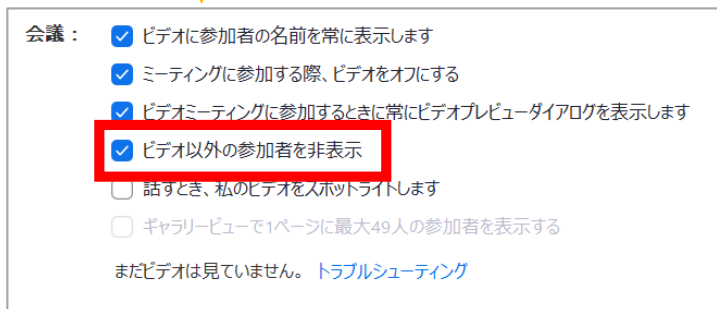 会議： ビデオに参加者の名前を常に表示します
ミーティングに参加する際、ビデオをオフにする
ビデオミーティングに参加するときに常にビデオプレビューダイアログを表示します
ビデオ以外の参加者を非表示
話すとき、私のビデオをスポットライトします
ギャラリービューで1ページに最大49人の参加者を表示する
まだビデオは見ていません。 トラブルシューティング